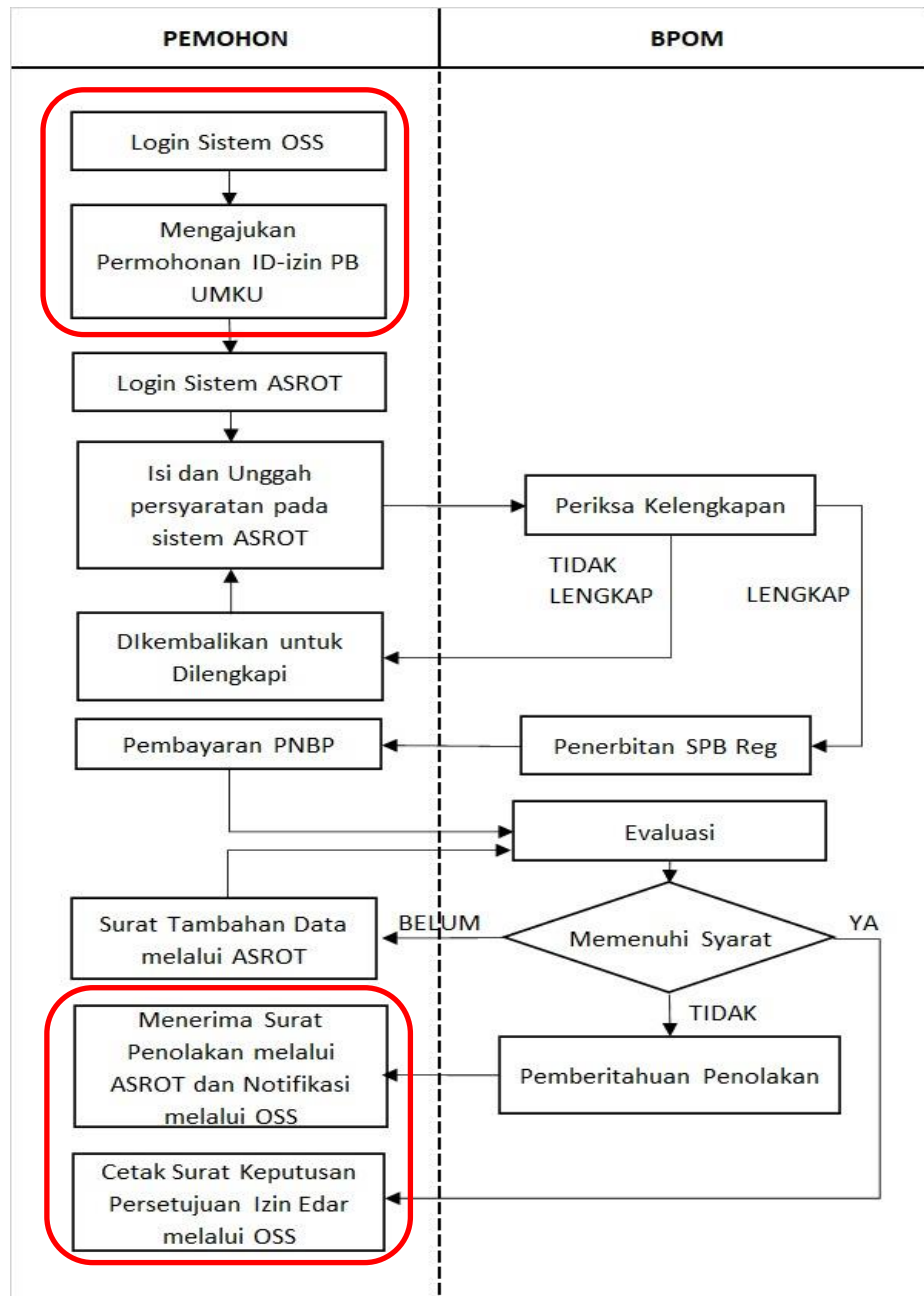 PEMOHON
BPOM
Login Sistem OSS
Mengajukan
Permohonan ID-izin PB
UMKU
Login Sistem ASROT
Isi dan Unggah
persyaratan pada
sistem ASROT
Periksa Kelengkapan
TIDAK
LENGKAP
LENGKAP
DIkembalikan untuk
Dilengkapi
Pembayaran PNBP
Penerbitan SPB Reg
Evaluasi
Surat Tambahan Data
melalui ASROT
BELUM
Memenuhi Syarat
YA
TIDAK
Menerima Surat
Penolakan melalui
ASROT dan Notifikasi
melalui OSS
Pemberitahuan Penolakan
Cetak Surat Keputusan
Persetujuan Izin Edar
melalui OSS